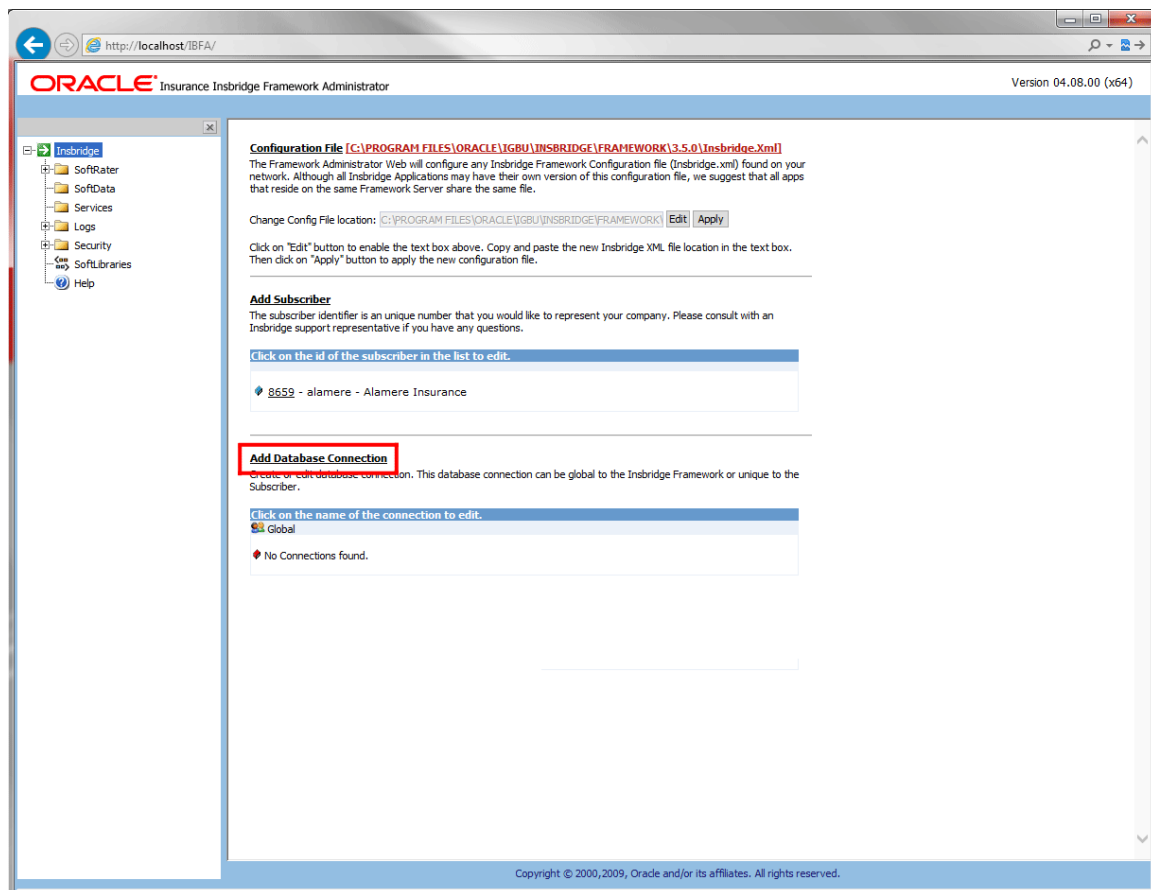 http://localhost/IBFA/
ORACLE Insurance Insbridge Framework Administrator
Version 04.08.00 (x64)
Insbridge
SoftRater
SoftData
Services
Logs
Security
SoftLibraries
Help
Configuration File [C:\PROGRAM FILES\ORACLE\IGBU\INSBRIDGE\FRAMEWORK\3.5.0\Insbridge.Xml]
The Framework Administrator Web will configure any Insbridge Framework Configuration file (Insbridge.xml) found on your
network. Although all Insbridge Applications may have their own version of this configuration file, we suggest that all apps
that reside on the same Framework Server share the same file.
Change Config File location: C:\PROGRAM FILES\ORACLE\IGBU\INSBRIDGE\FRAMEWORK\ Edit Apply
Click on "Edit" button to enable the text box above. Copy and paste the new Insbridge XML file location in the text box.
Then click on "Apply" button to apply the new configuration file.
Add Subscriber
The subscriber identifier is an unique number that you would like to represent your company. Please consult with an
Insbridge support representative if you have any questions.
Click on the id of the subscriber in the list to edit.
8659 - alamere - Alamere Insurance
Add Database Connection
Create or edit database connection. This database connection can be global to the Insbridge Framework or unique to the
Subscriber.
Click on the name of the connection to edit.
Global
No Connections found.
Copyright © 2000,2009, Oracle and/or its affiliates. All rights reserved.